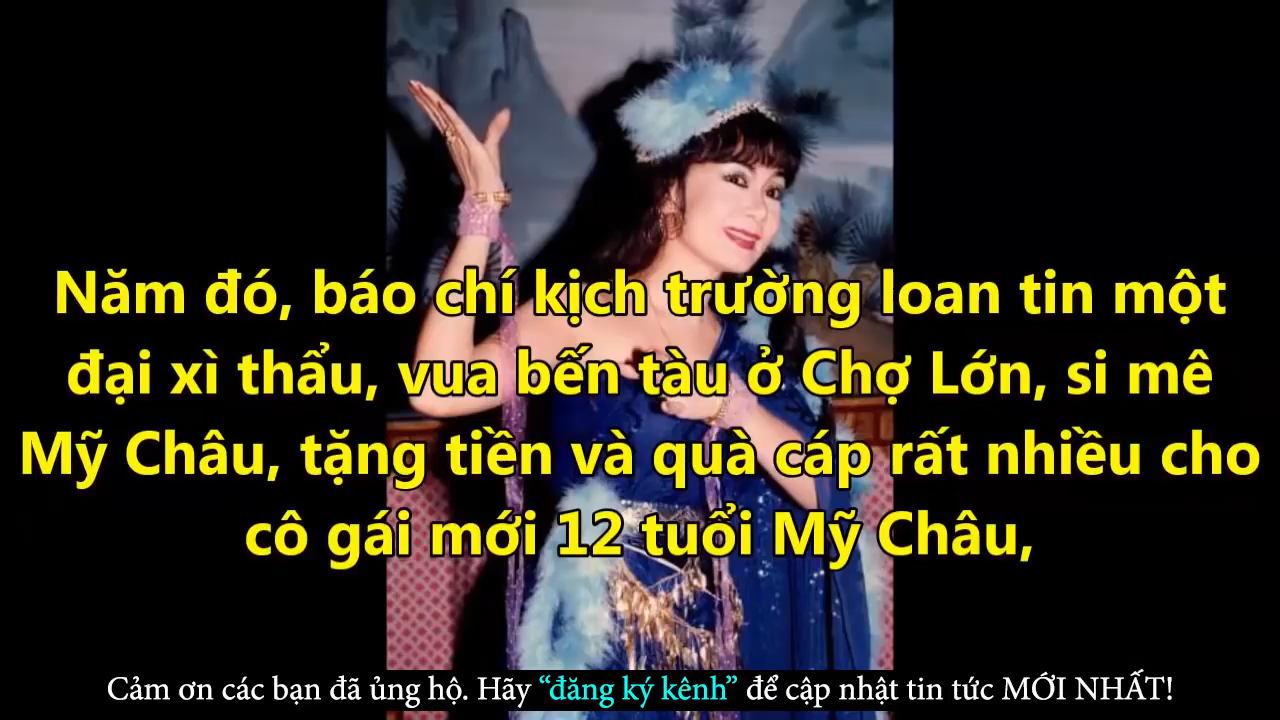 Năm đó, báo chí kịch trường loan tin một
đại xì thẩu, vua bến tàu ở Chợ Lớn, si mê
Mỹ Châu, tặng tiền và quà cáp rất nhiều cho
cô gái mới 12 tuổi Mỹ Châu,
Cảm ơn các bạn đã ủng hộ. Hãy “đăng ký kênh” để cập nhật tin tức MỚI NHẤT!